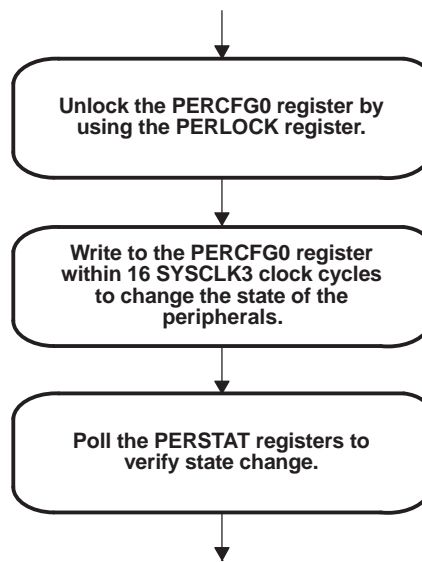 Unlock the PERCFG0 register by
using the PERLOCK register.
Write to the PERCFG0 register
within 16 SYSCLK3 clock cycles
to change the state of the
peripherals.
Poll the PERSTAT registers to
verify state change.